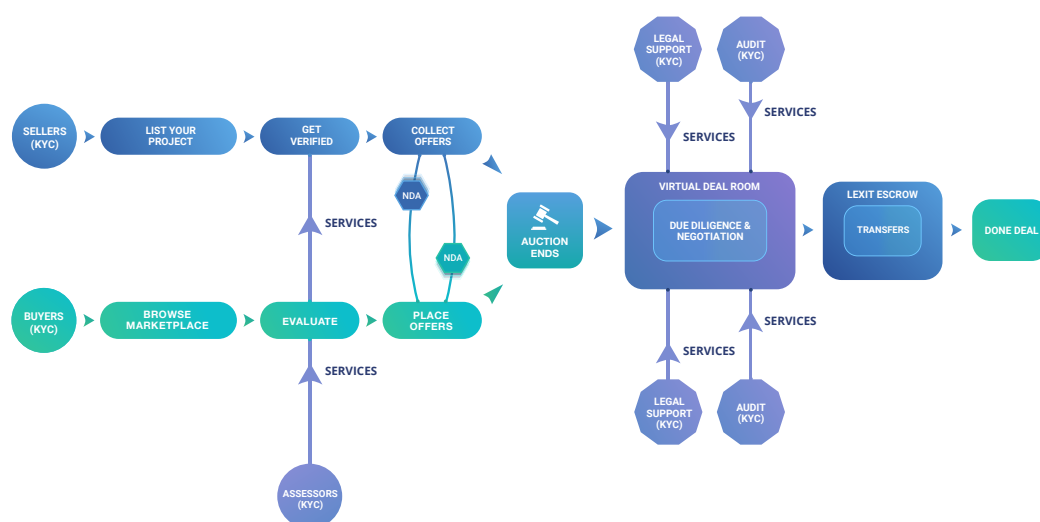 LEGAL
SUPPORT
(KYC)
AUDIT
(KYC)
SERVICES
SERVICES
SELLERS
(KYC)
LIST YOUR
PROJECT
GET
VERIFIED
COLLECT
OFFERS
NDA
SERVICES
NDA
AUCTION
ENDS
VIRTUAL DEAL ROOM
DUE DILIGENCE &
NEGOTIATION
LEXIT ESCROW
TRANSFERS
DONE DEAL
BUYERS
(KYC)
BROWSE
MARKETPLACE
EVALUATE
PLACE
OFFERS
SERVICES
SERVICES
SERVICES
LEGAL
SUPPORT
(KYC)
AUDIT
(KYC)
ASSESSORS
(KYC)